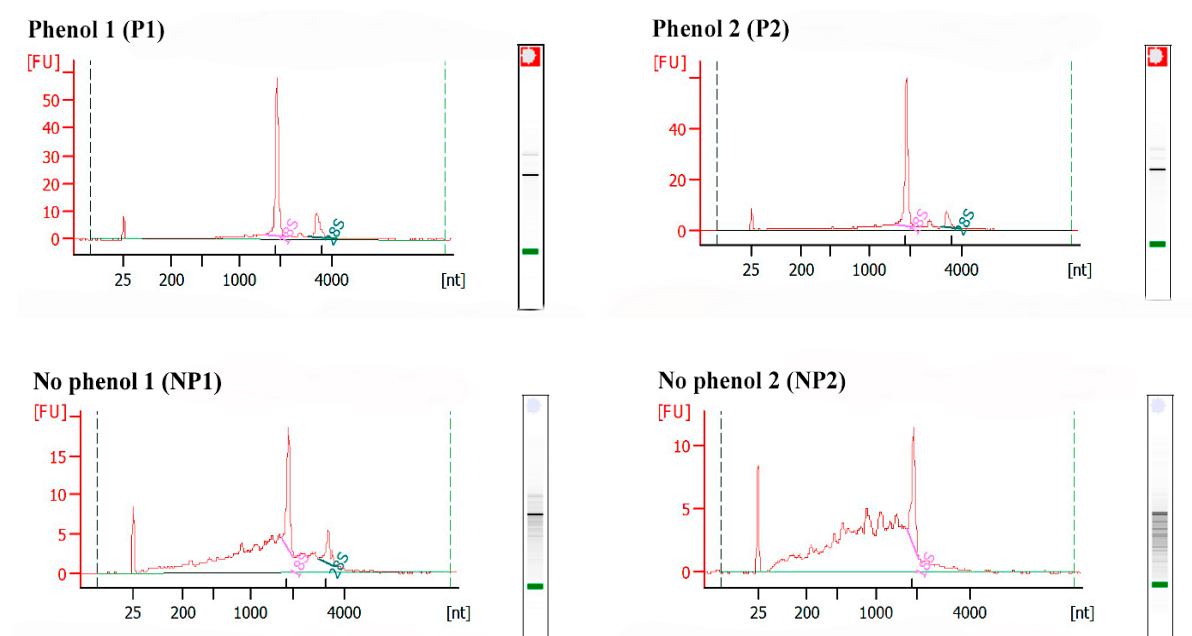 Phenol 1 (P1)
[FU]
50
40
30
20
10
0
18S
28S
25 200 1000 4000 [nt]
Phenol 2 (P2)
[FU]
40
20
0
18S
28S
25 200 1000 4000 [nt]
No phenol 1 (NP1)
[FU]
15
10
5
0
18S
28S
25 200 1000 4000 [nt]
No phenol 2 (NP2)
[FU]
10
5
0
18S
25 200 1000 4000 [nt]